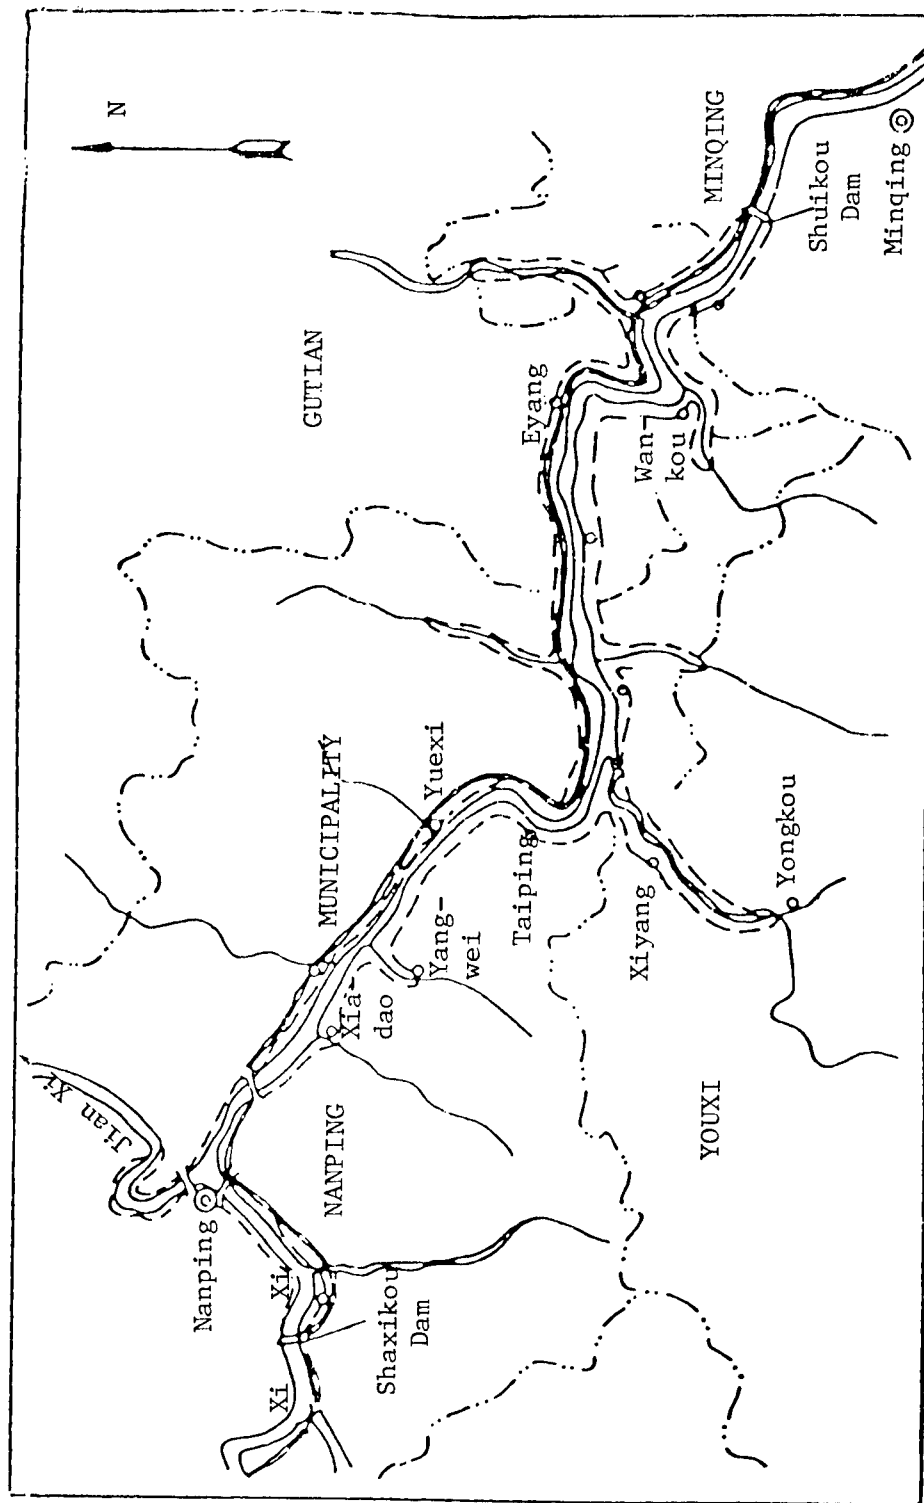 N
GUTIAN
MINQING
Eyang
Wan-
kou
Shuikou
Dam
Minqing
MUNICIPALITY
Yuexi
Taiping
Yang-
wei
Xia-
dao
Xiyang
Yongkou
Jian Xi
Nanping
NANPING
YOUXI
Xi
Xi
Shaxikou
Dam